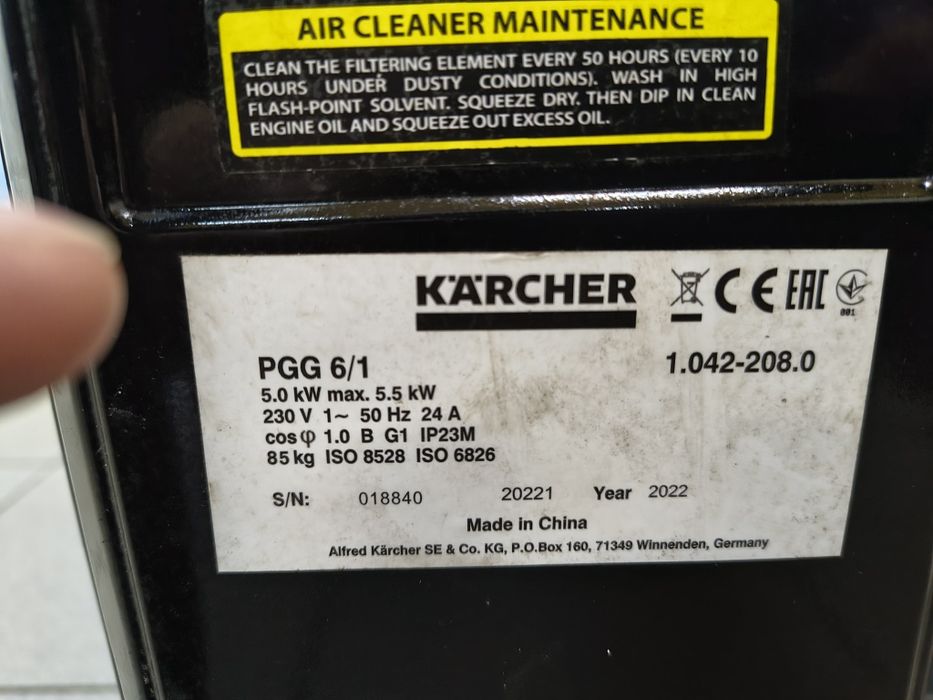 AIR CLEANER MAINTENANCE
CLEAN THE FILTERING ELEMENT EVERY 50 HOURS (EVERY 10
HOURS UNDER DUSTY CONDITIONS). WASH IN HIGH
FLASH-POINT SOLVENT. SQUEEZE DRY. THEN DIP IN CLEAN
ENGINE OIL AND SQUEEZE OUT EXCESS OIL.
KÄRCHER CE EAC
001
PGG 6/1 1.042-208.0
5.0 kW max. 5.5 kW
230 V 1~ 50 Hz 24 A
cos φ 1.0 B G1 IP23M
85 kg ISO 8528 ISO 6826
S/N: 018840 20221 Year 2022
Made in China
Alfred Kärcher SE & Co. KG, P.O.Box 160, 71349 Winnenden, Germany